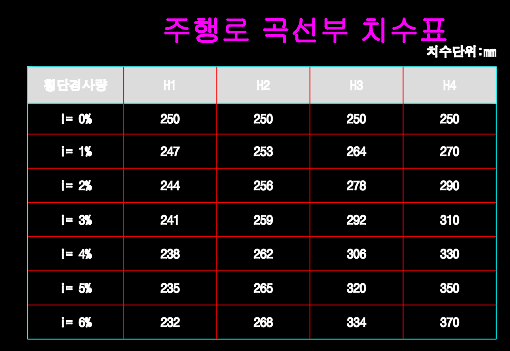 주행로 곡선부 치수표
치수단위:mm
횡단경사량 H1 H2 H3 H4
i= 0% 250 250 250 250
i= 1% 247 253 264 270
i= 2% 244 256 278 290
i= 3% 241 259 292 310
i= 4% 238 262 306 330
i= 5% 235 265 320 350
i= 6% 232 268 334 370